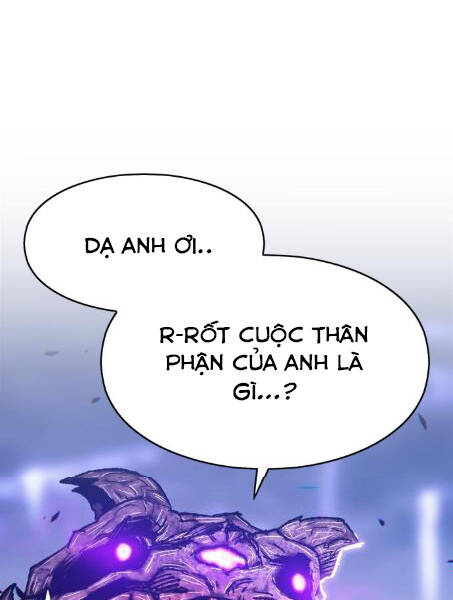 DẠ ANH ƠI..
R-RỐT CUỘC THÂN
PHẬN CỦA ANH LÀ
GÌ...?